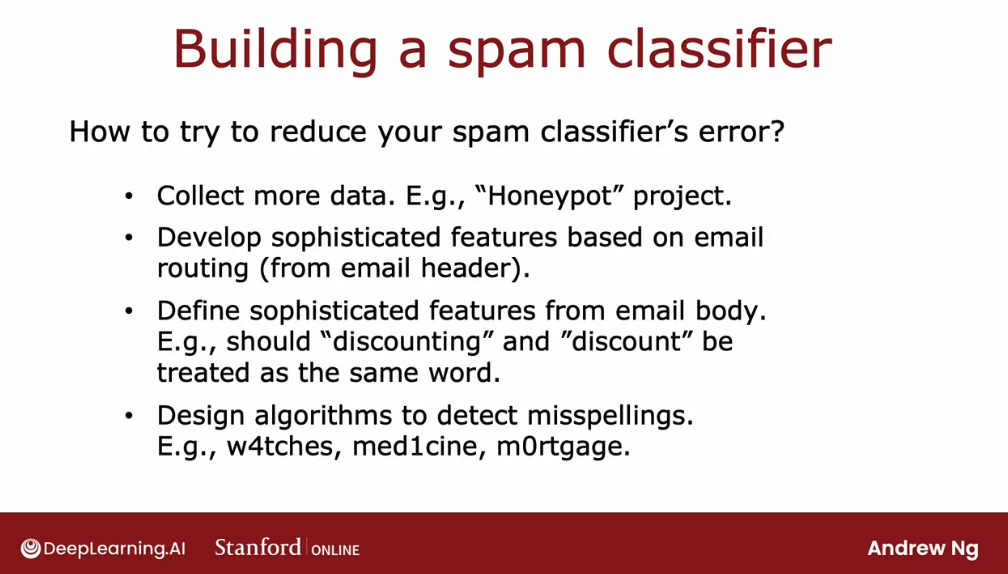 Building a spam classifier
How to try to reduce your spam classifier’s error?
• Collect more data. E.g., “Honeypot” project.
• Develop sophisticated features based on email
routing (from email header).
• Define sophisticated features from email body.
E.g., should “discounting” and ”discount” be
treated as the same word.
• Design algorithms to detect misspellings.
E.g., w4tches, med1cine, m0rtgage.
DeepLearning.AI Stanford | ONLINE Andrew Ng